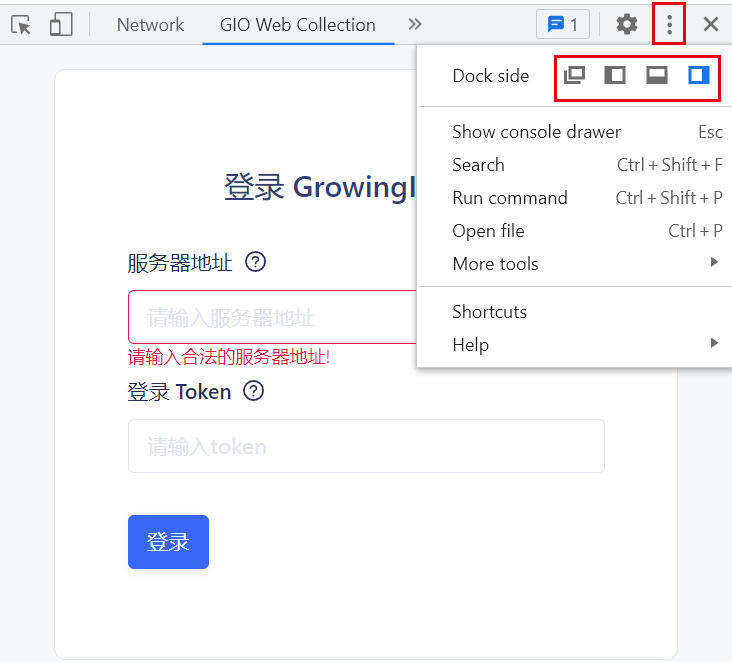 Network
GIO Web Collection
1
Dock side
Show console drawer Esc
Search Ctrl + Shift + F
Run command Ctrl + Shift + P
Open file Ctrl + P
More tools
Shortcuts
Help
登录 GrowingI
服务器地址
请输入服务器地址
请输入合法的服务器地址!
登录 Token
请输入token
登录